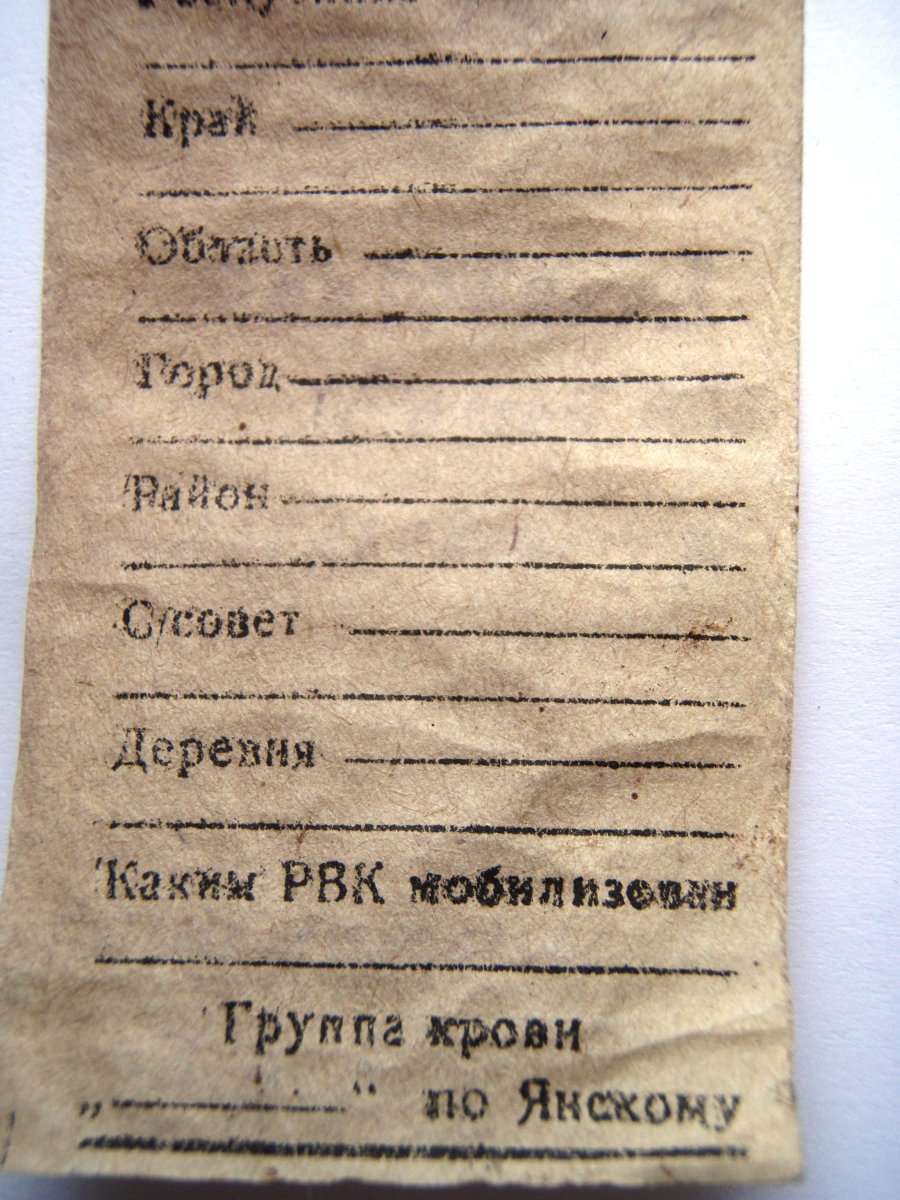 Край
Область
Город
Район
С/совет
Деревня
Каким РВК мобилизован
Группа крови
„ “ по Янскому